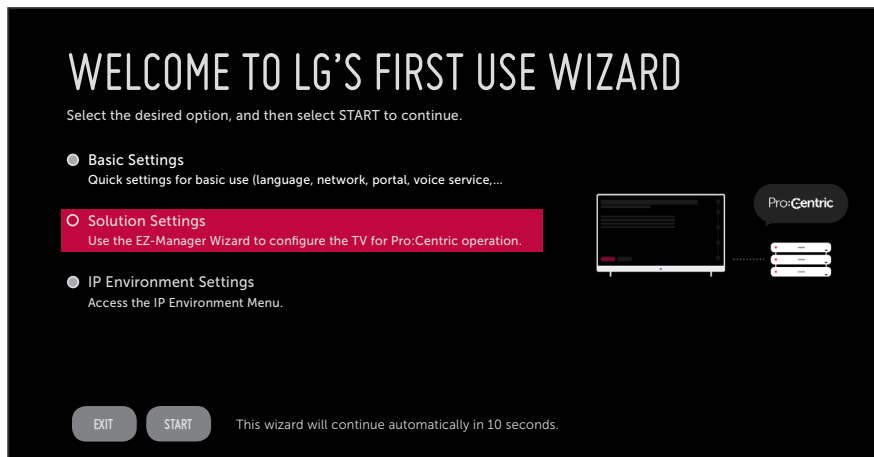 WELCOME TO LG'S FIRST USE WIZARD
Select the desired option, and then select START to continue.
Basic Settings
Quick settings for basic use (language, network, portal, voice service,...
Solution Settings
Use the EZ-Manager Wizard to configure the TV for Pro:Centric operation.
Pro:Centric
IP Environment Settings
Access the IP Environment Menu.
EXIT
START
This wizard will continue automatically in 10 seconds.